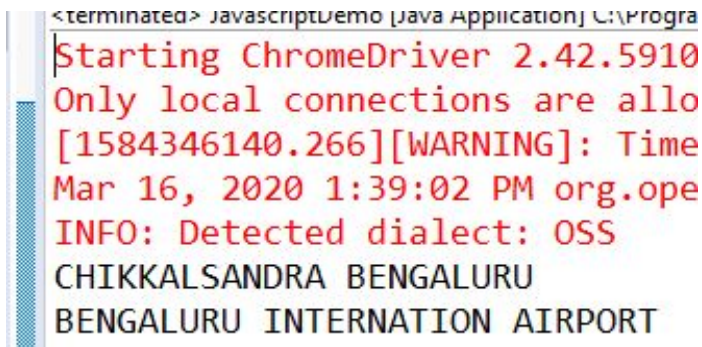 <terminated> JavascriptDemo [Java Application] C:\Progra
Starting ChromeDriver 2.42.5910
Only local connections are allo
[1584346140.266][WARNING]: Time
Mar 16, 2020 1:39:02 PM org.ope
INFO: Detected dialect: OSS
CHIKKALSANDRA BENGALURU
BENGALURU INTERNATION AIRPORT